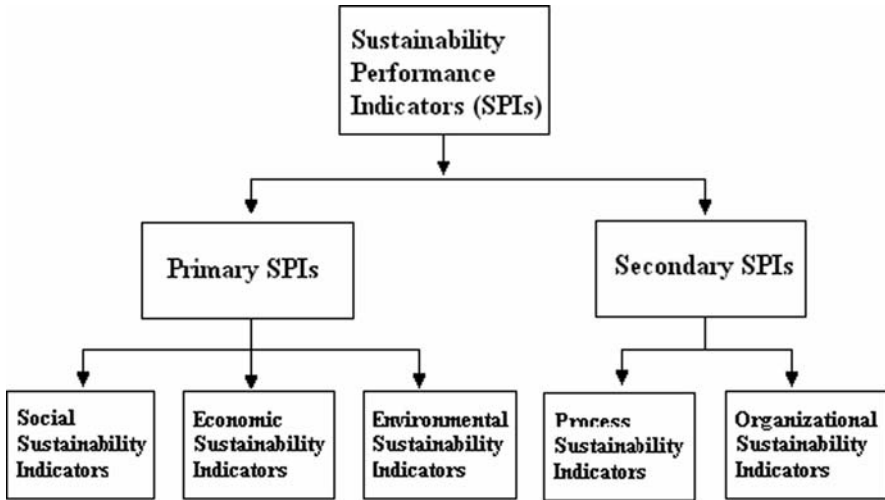 Sustainability
Performance
Indicators (SPIs)
Primary SPIs
Secondary SPIs
Social
Sustainability
Indicators
Economic
Sustainability
Indicators
Environmental
Sustainability
Indicators
Process
Sustainability
Indicators
Organizational
Sustainability
Indicators